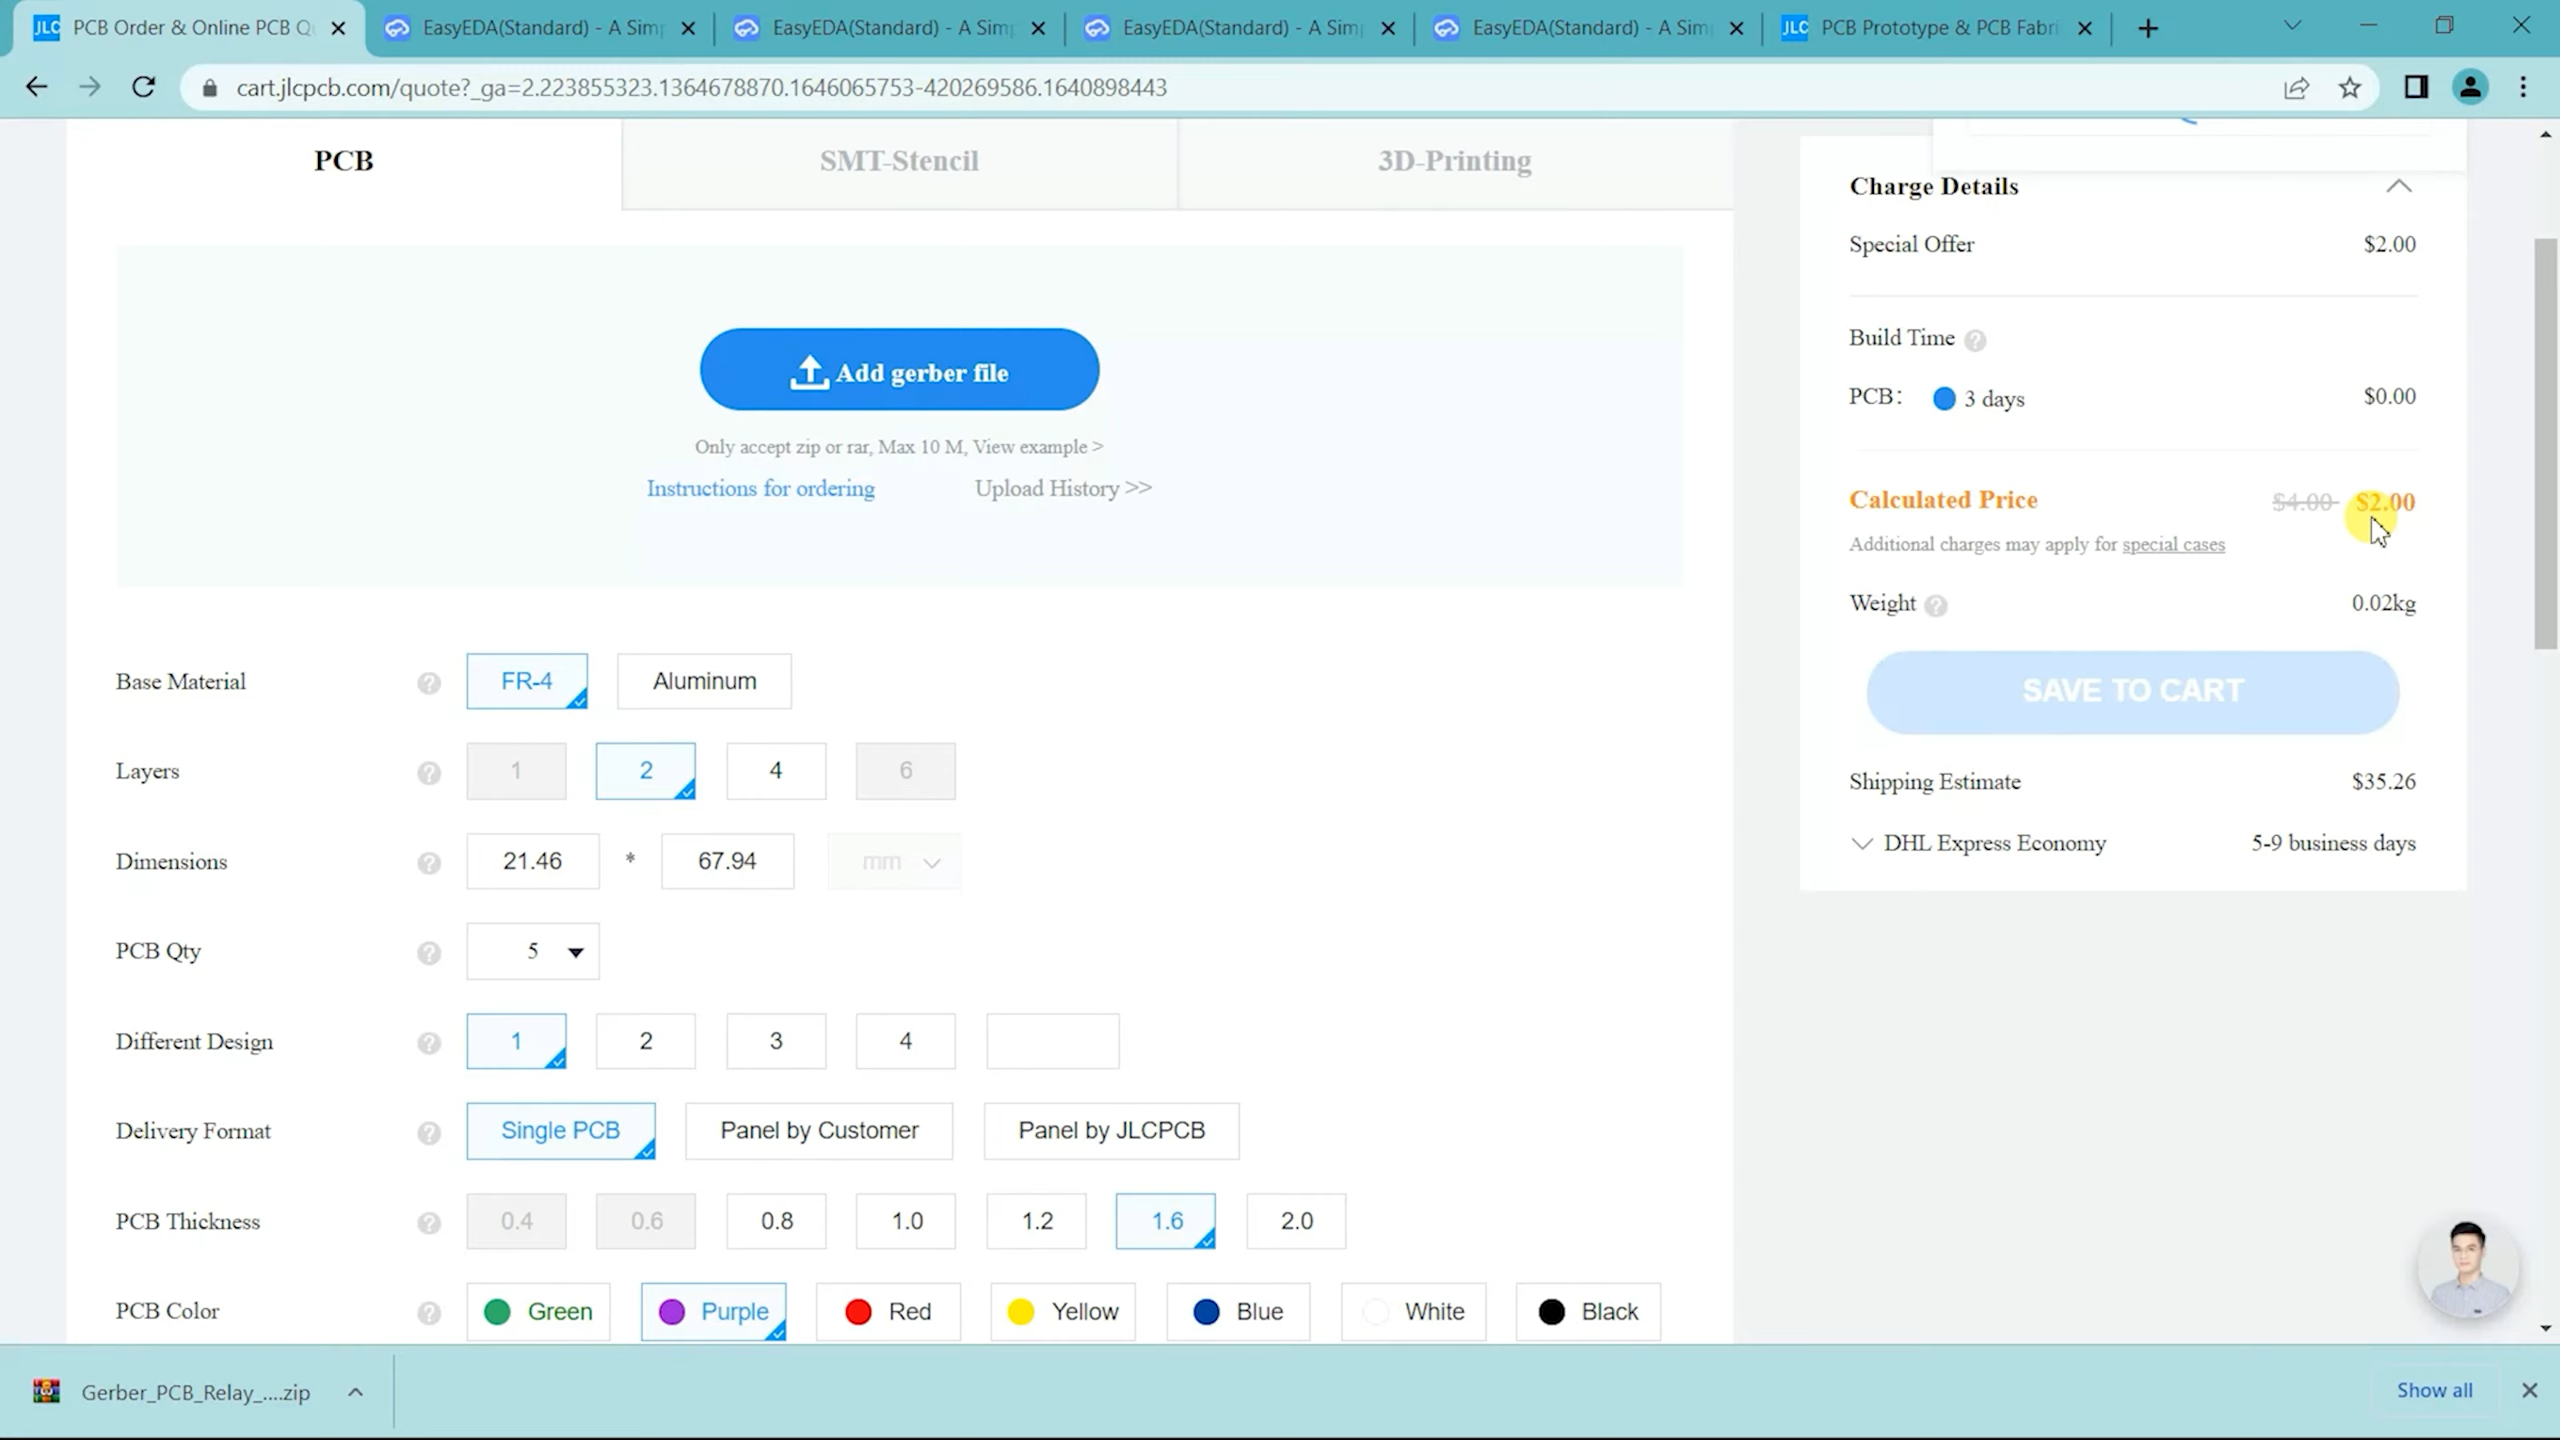 JLC PCB Order & Online PCB Q
EasyEDA(Standard) - A Sim
EasyEDA(Standard) - A Sim
EasyEDA(Standard) - A Sim
EasyEDA(Standard) - A Sim
JLC PCB Prototype & PCB Fabri
cart.jlcpcb.com/quote?_ga=2.223855323.1364678870.1646065753-420269586.1640898443
PCB
SMT-Stencil
3D-Printing
Add gerber file
Only accept zip or rar, Max 10 M, View example >
Instructions for ordering
Upload History >>
Base Material ? FR-4 Aluminum
Layers ? 1 2 4 6
Dimensions ? 21.46 * 67.94 mm
PCB Qty ? 5
Different Design ? 1 2 3 4
Delivery Format ? Single PCB Panel by Customer Panel by JLCPCB
PCB Thickness ? 0.4 0.6 0.8 1.0 1.2 1.6 2.0
PCB Color ? Green Purple Red Yellow Blue White Black
Charge Details
Special Offer $2.00
Build Time ?
PCB: 3 days $0.00
Calculated Price $4.00 $2.00
Additional charges may apply for special cases
Weight ? 0.02kg
SAVE TO CART
Shipping Estimate $35.26
DHL Express Economy 5-9 business days
Gerber_PCB_Relay_....zip
Show all